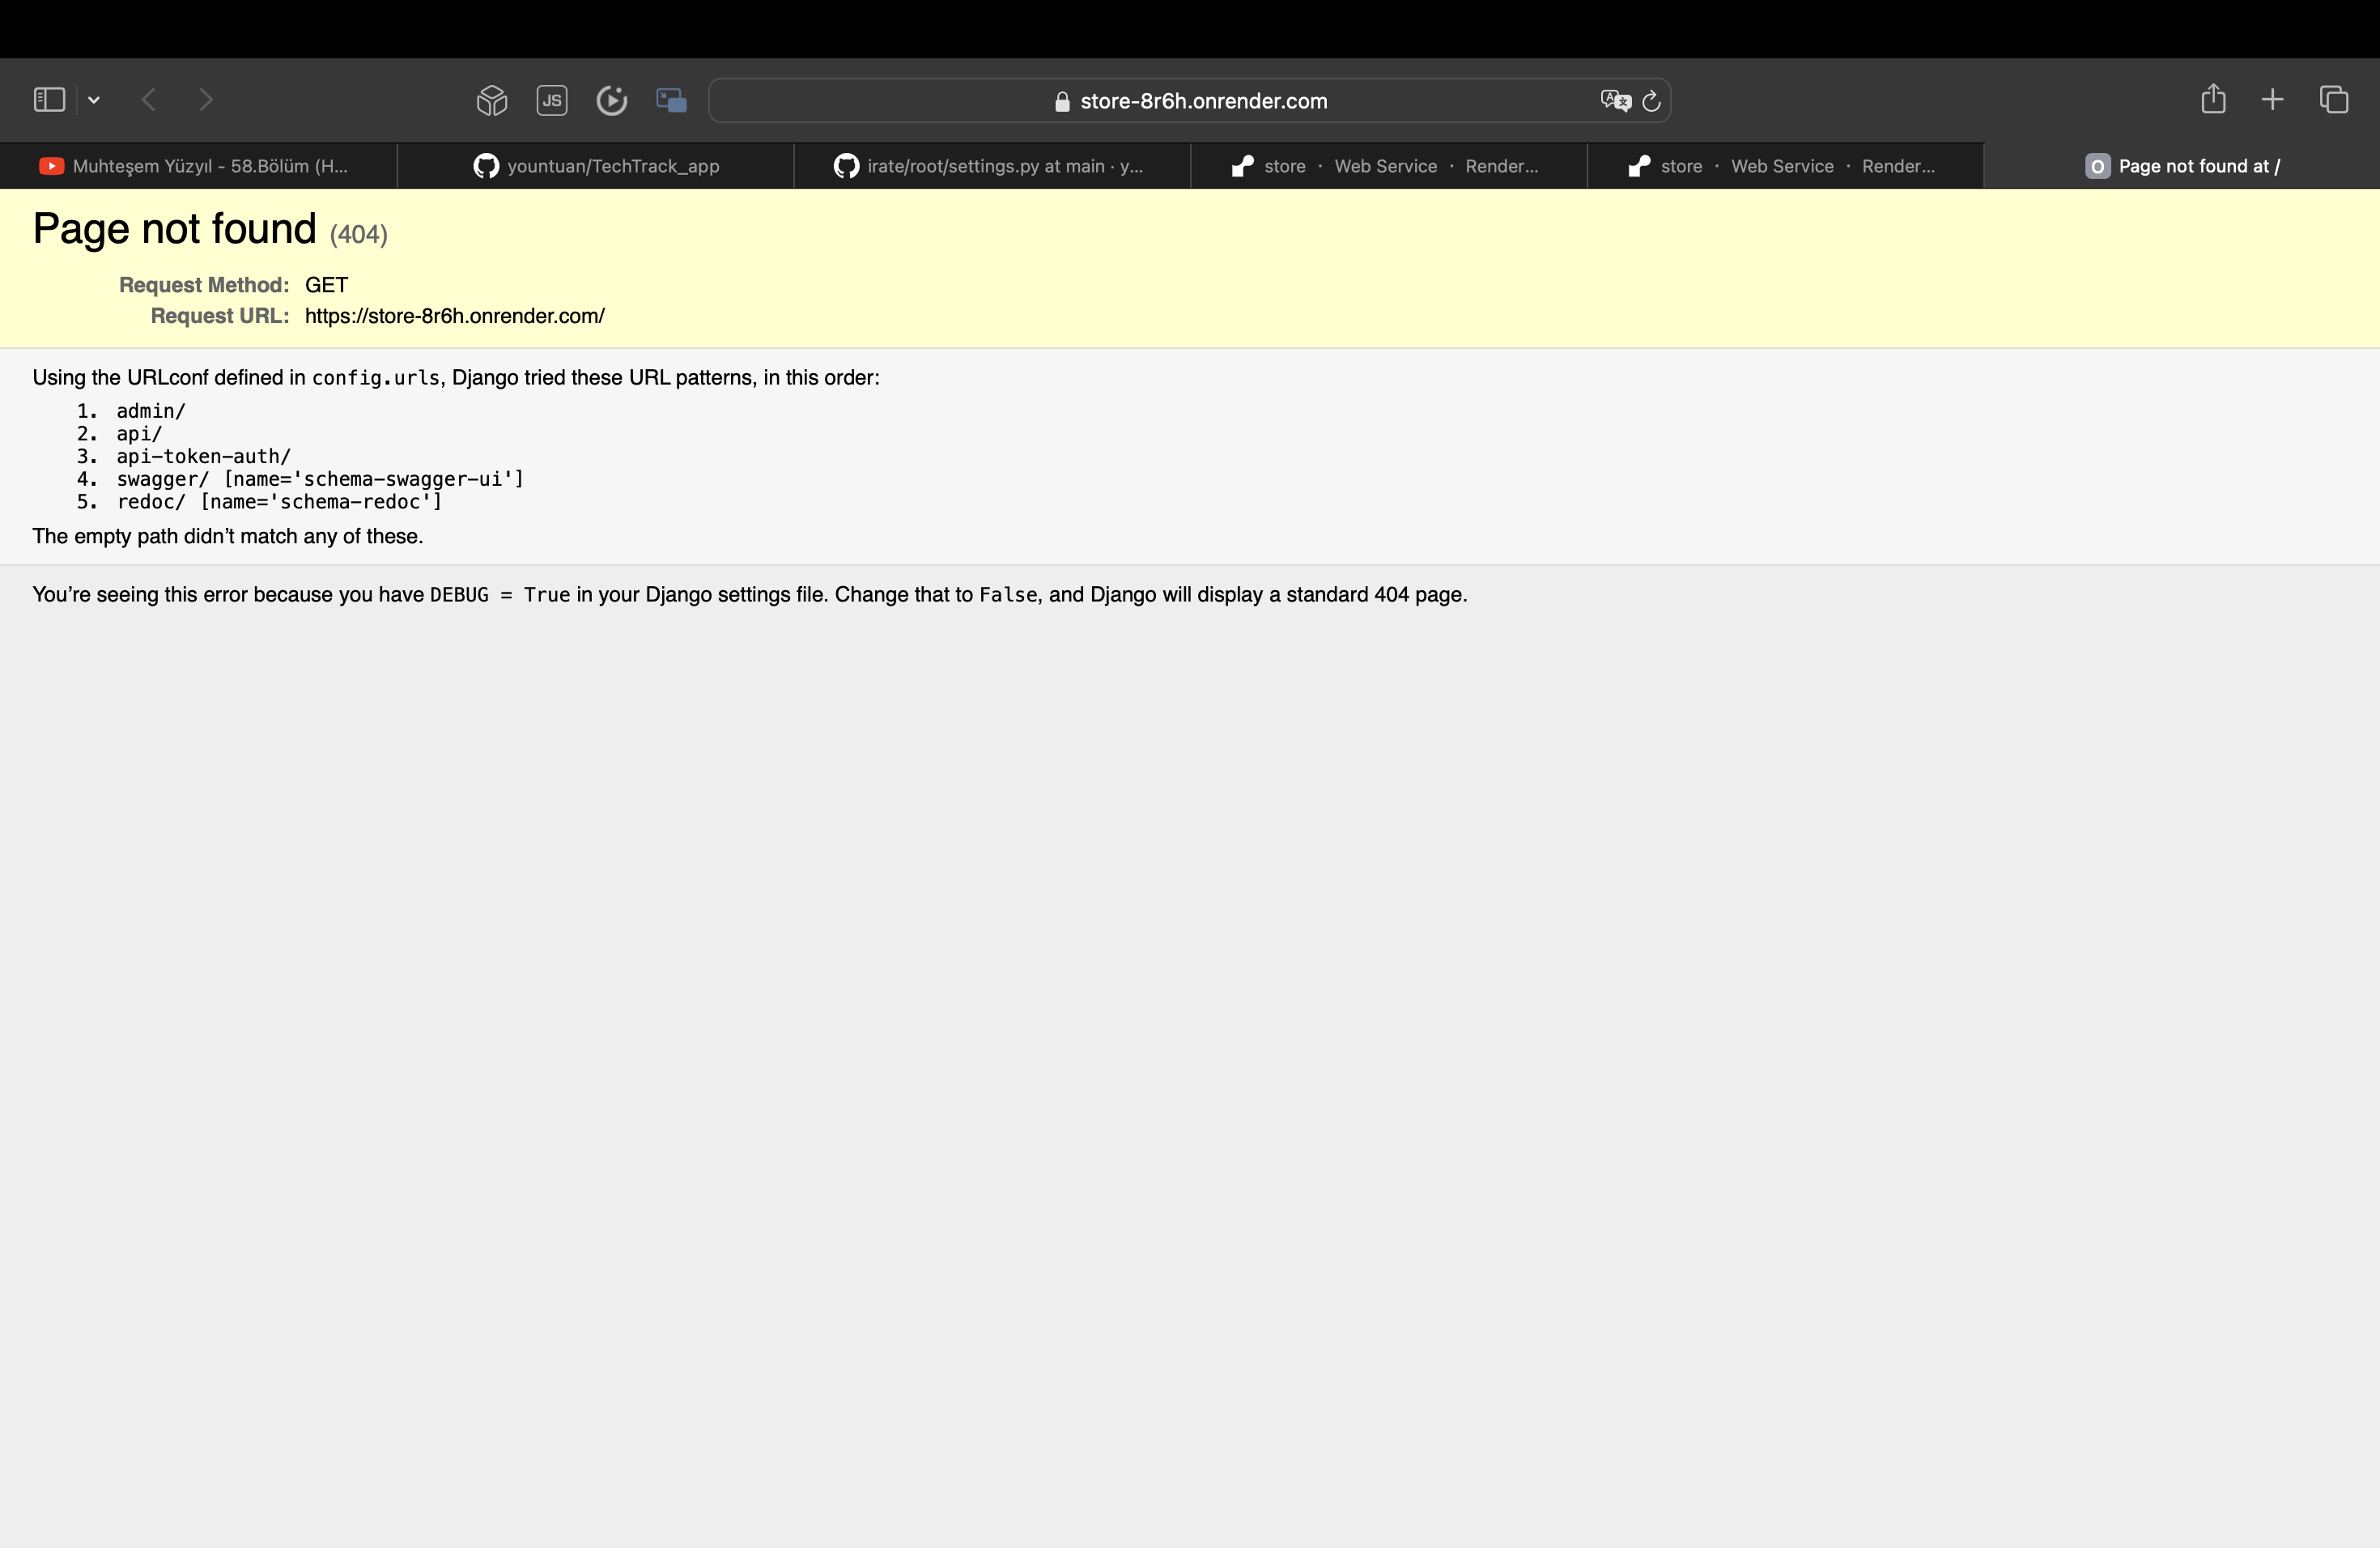 JS
store-8r6h.onrender.com
Muhteşem Yüzyıl - 58.Bölüm (H...
yountuan/TechTrack_app
irate/root/settings.py at main · y...
store · Web Service · Render...
store · Web Service · Render...
O Page not found at /
Page not found (404)
Request Method: GET
Request URL: https://store-8r6h.onrender.com/
Using the URLconf defined in config.urls, Django tried these URL patterns, in this order:
1. admin/
2. api/
3. api-token-auth/
4. swagger/ [name='schema-swagger-ui']
5. redoc/ [name='schema-redoc']
The empty path didn’t match any of these.
You’re seeing this error because you have DEBUG = True in your Django settings file. Change that to False, and Django will display a standard 404 page.